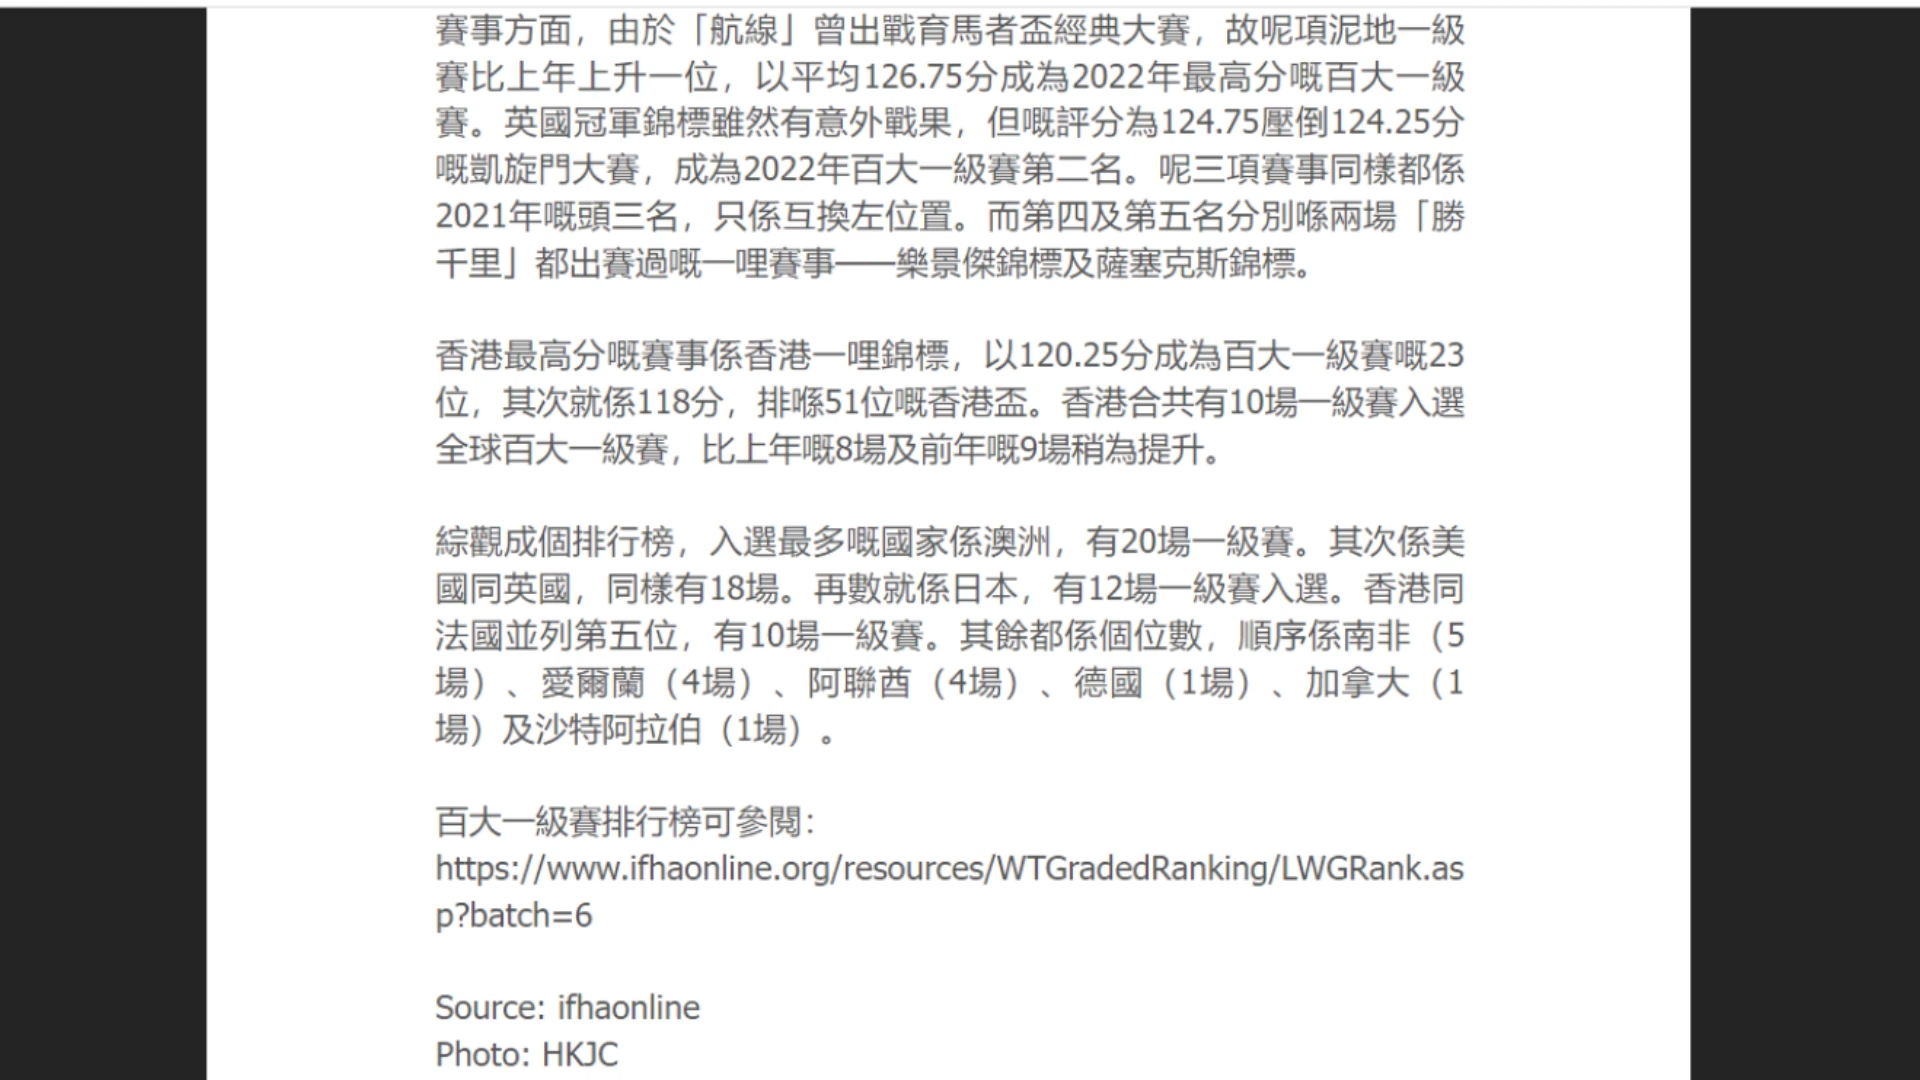 賽事方面，由於「航線」曾出戰育馬者盃經典大賽，故呢項泥地一級
賽比上年上升一位，以平均126.75分成為2022年最高分嘅百大一級
賽。英國冠軍錦標雖然有意外戰果，但嘅評分為124.75壓倒124.25分
嘅凱旋門大賽，成為2022年百大一級賽第二名。呢三項賽事同樣都係
2021年嘅頭三名，只係互換左位置。而第四及第五名分別喺兩場「勝
千里」都出賽過嘅一哩賽事——樂景傑錦標及薩塞克斯錦標。
香港最高分嘅賽事係香港一哩錦標，以120.25分成為百大一級賽嘅23
位，其次就係118分，排喺51位嘅香港盃。香港合共有10場一級賽入選
全球百大一級賽，比上年嘅8場及前年嘅9場稍為提升。
綜觀成個排行榜，入選最多嘅國家係澳洲，有20場一級賽。其次係美
國同英國，同樣有18場。再數就係日本，有12場一級賽入選。香港同
法國並列第五位，有10場一級賽。其餘都係個位數，順序係南非（5
場）、愛爾蘭（4場）、阿聯酋（4場）、德國（1場）、加拿大（1
場）及沙特阿拉伯（1場）。
百大一級賽排行榜可參閱：
https://www.ifhaonline.org/resources/WTGradedRanking/LWGRank.as
p?batch=6
Source: ifhaonline
Photo: HKJC